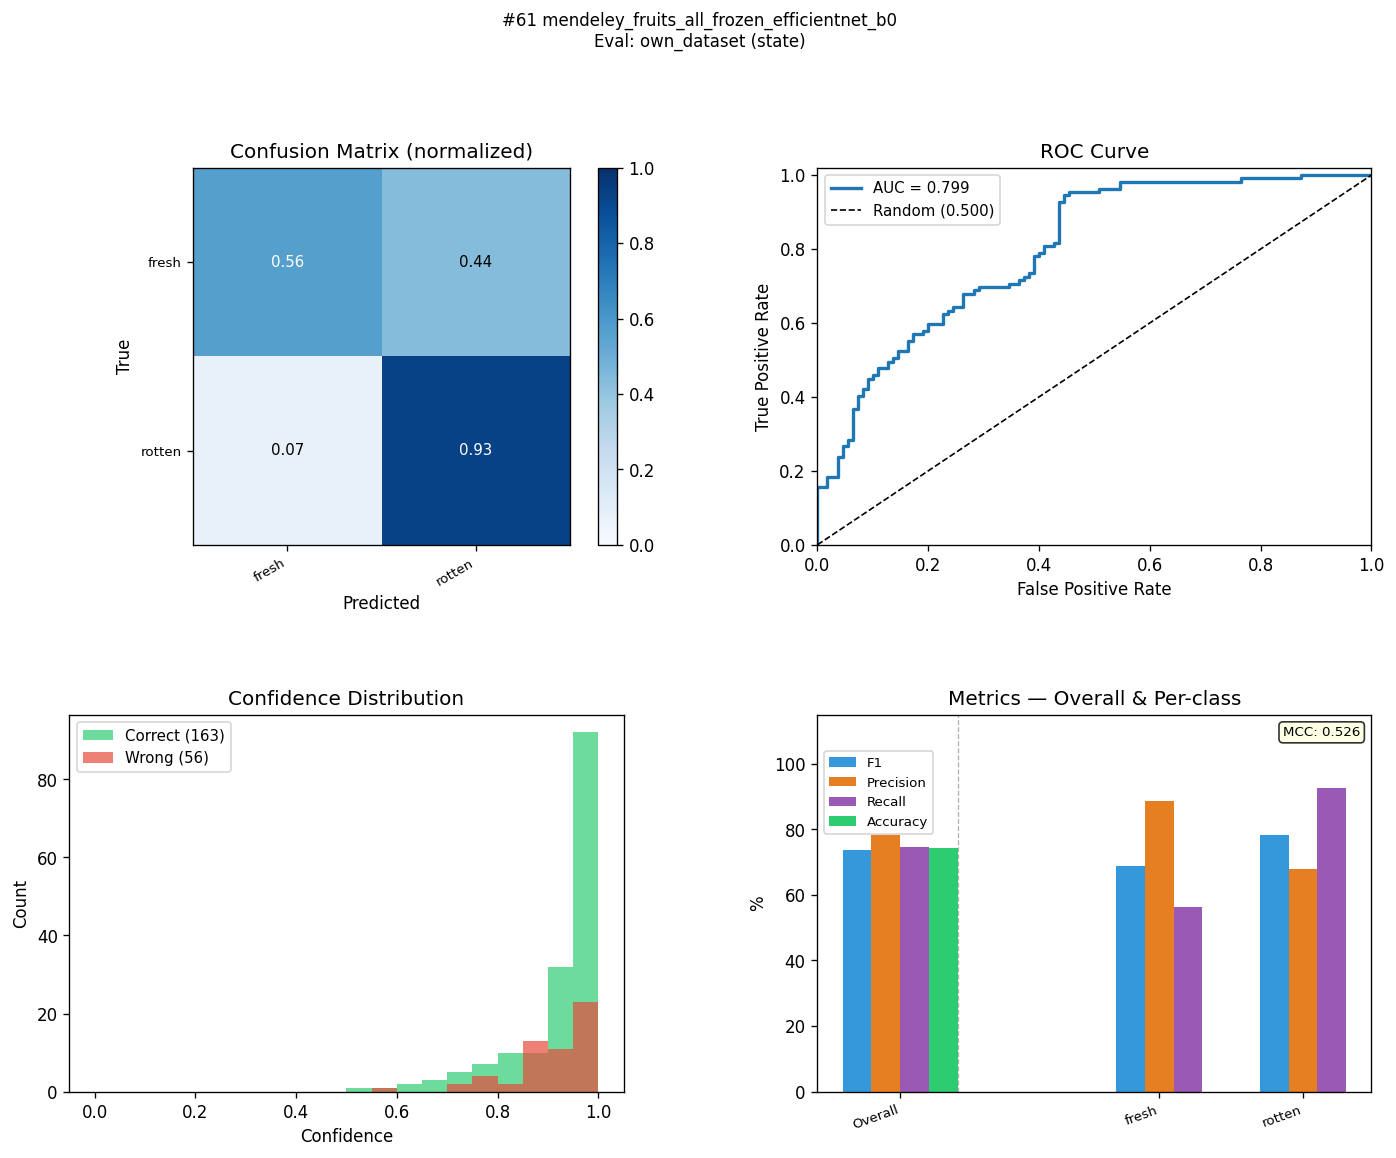 #61 mendeley_fruits_all_frozen_efficientnet_b0
Eval: own_dataset (state)
Confusion Matrix (normalized)
True
fresh
rotten
0.56
0.44
0.07
0.93
fresh
rotten
Predicted
1.0
0.8
0.6
0.4
0.2
0.0
ROC Curve
AUC = 0.799
Random (0.500)
True Positive Rate
1.0
0.8
0.6
0.4
0.2
0.0
0.0 0.2 0.4 0.6 0.8 1.0
False Positive Rate
Confidence Distribution
Correct (163)
Wrong (56)
Count
80
60
40
20
0
0.0 0.2 0.4 0.6 0.8 1.0
Confidence
Metrics — Overall & Per-class
MCC: 0.526
F1
Precision
Recall
Accuracy
%
100
80
60
40
20
0
Overall
fresh
rotten